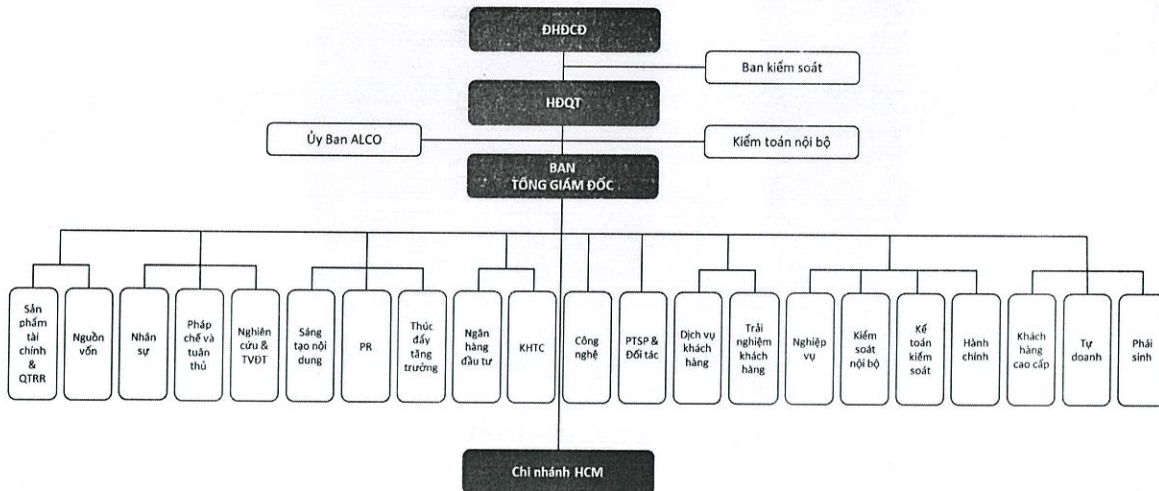 ĐHĐCĐ
Ban kiểm soát
HĐQT
Ủy Ban ALCO
Kiểm toán nội bộ
BAN
TỔNG GIÁM ĐỐC
Sản
phẩm
tài
chính
&
QTRR
Nguồn
vốn
Nhân
sự
Pháp
chế và
tuân
thủ
Nghiên
cứu &
TVĐT
Sáng
tạo nội
dung
PR
Thúc
đẩy
tăng
trưởng
Ngân
hàng
đầu tư
KHTC
Công
nghệ
PTSP &
Đối tác
Dịch vụ
khách
hàng
Trải
nghiệm
khách
hàng
Nghiệp
vụ
Kiểm
soát
nội bộ
Kế
toán
kiểm
soát
Hành
chính
Khách
hàng
cao cấp
Tự
doanh
Phái
sinh
Chi nhánh HCM